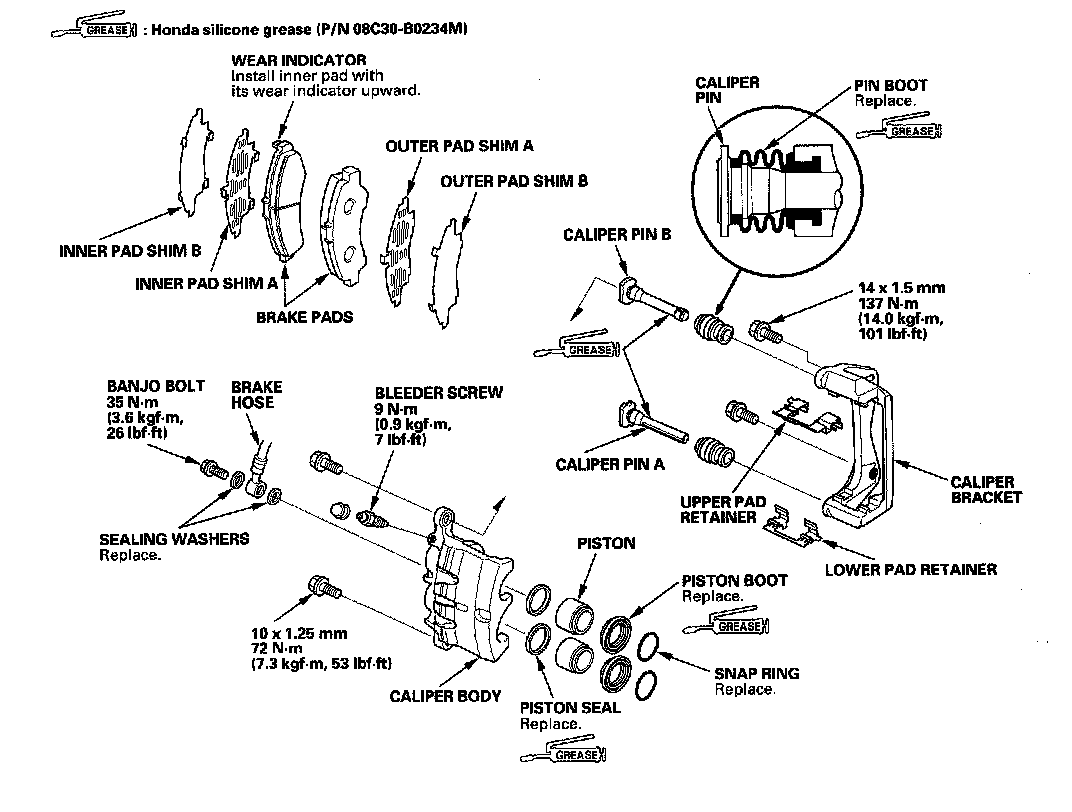 GREASE : Honda silicone grease (P/N 08C30-B0234M)
WEAR INDICATOR
Install inner pad with
its wear indicator upward.
CALIPER
PIN
PIN BOOT
Replace.
GREASE
OUTER PAD SHIM A
OUTER PAD SHIM B
INNER PAD SHIM B
INNER PAD SHIM A
BRAKE PADS
CALIPER PIN B
14 x 1.5 mm
137 N·m
(14.0 kgf·m,
101 lbf·ft)
GREASE
BANJO BOLT
35 N·m
(3.6 kgf·m,
26 lbf·ft)
BRAKE
HOSE
BLEEDER SCREW
9 N·m
(0.9 kgf·m,
7 lbf·ft)
CALIPER PIN A
UPPER PAD
RETAINER
CALIPER
BRACKET
SEALING WASHERS
Replace.
PISTON
LOWER PAD RETAINER
PISTON BOOT
Replace.
GREASE
10 x 1.25 mm
72 N·m
(7.3 kgf·m, 53 lbf·ft)
SNAP RING
Replace.
CALIPER BODY
PISTON SEAL
Replace.
GREASE